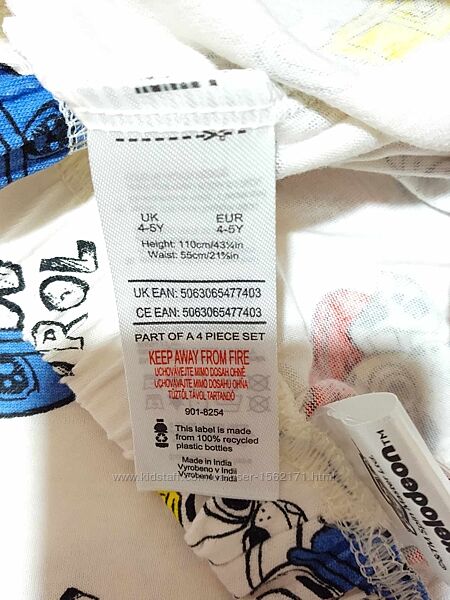 UK EUR
4-5Y 4-5Y
Height: 110cm/43¼in
Waist: 55cm/21⅝in
UK EAN: 5063065477403
CE EAN: 5063065477403
PART OF A 4 PIECE SET
KEEP AWAY FROM FIRE
UCHOVÁVEJTE MIMO DOSAH OHNĚ
UCHOVÁVAJTE MIMO DOSAHU OHŇA
TŰZTŐL TÁVOL TARTANDÓ
901-8254
This label is made
from 100% recycled
plastic bottles
Made in India
Vyrobeno v Indii
Vyrobené v Indii
ROL
elodeon™